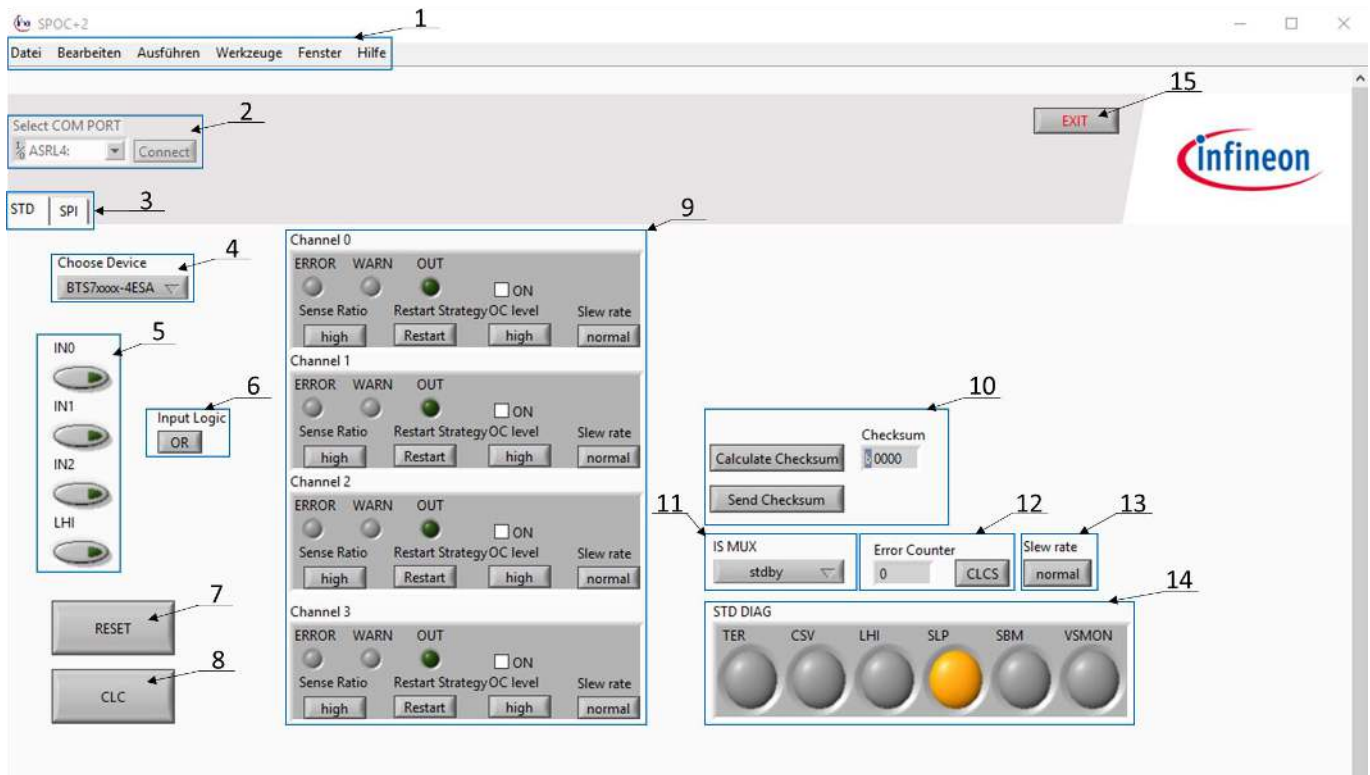 SPOC+2
1
Datei Bearbeiten Ausführen Werkzeuge Fenster Hilfe
15
EXIT
infineon
Select COM PORT
2
ASRL4:
Connect
STD SPI
3
9
Choose Device
4
BTS7xxxx-4ESA
Channel 0
ERROR WARN OUT
ON
Sense Ratio Restart Strategy OC level Slew rate
high Restart high normal
5
IN0
IN1
IN2
LHI
6
Input Logic
OR
Channel 1
ERROR WARN OUT
ON
Sense Ratio Restart Strategy OC level Slew rate
high Restart high normal
Channel 2
ERROR WARN OUT
ON
Sense Ratio Restart Strategy OC level Slew rate
high Restart high normal
Channel 3
ERROR WARN OUT
ON
Sense Ratio Restart Strategy OC level Slew rate
high Restart high normal
10
Checksum
Calculate Checksum
0000
Send Checksum
11
IS MUX
stdby
12
Error Counter
0 CLCS
13
Slew rate
normal
7
RESET
8
CLC
14
STD DIAG
TER CSV LHI SLP SBM VSMON